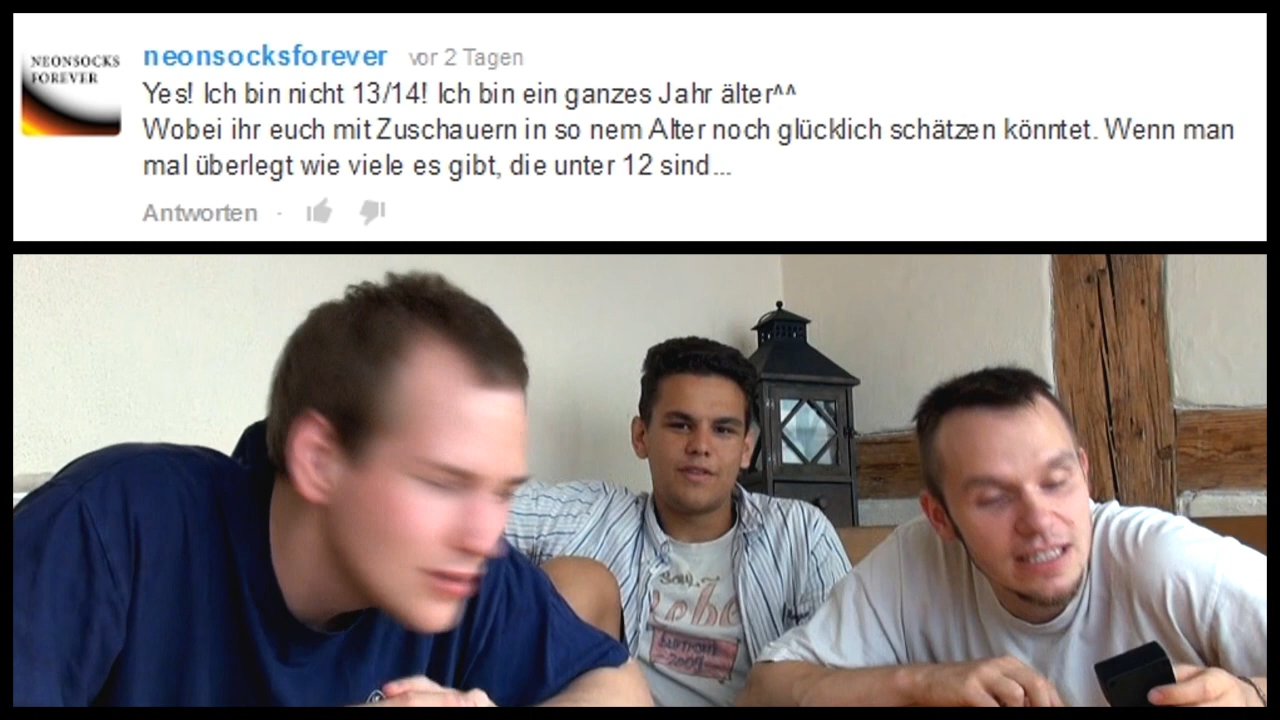 NEONSOCKS
FOREVER
neonsocksforever vor 2 Tagen
Yes! Ich bin nicht 13/14! Ich bin ein ganzes Jahr älter^^
Wobei ihr euch mit Zuschauern in so nem Alter noch glücklich schätzen könntet. Wenn man
mal überlegt wie viele es gibt, die unter 12 sind...
Antworten ·
2009